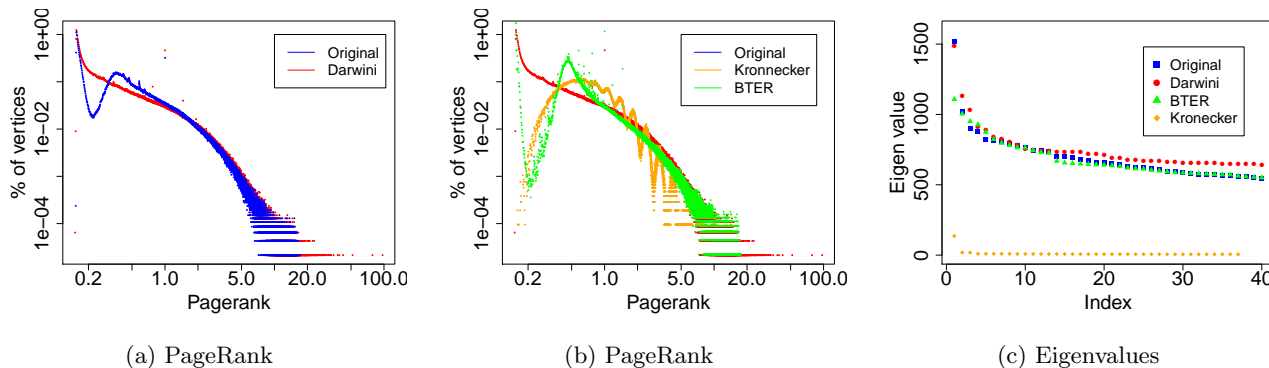 1e+00
1e-02
1e-04
% of vertices
Original
Darwini
0.2
1.0
5.0
20.0
100.0
Pagerank
(a) PageRank
1e+00
1e-02
1e-04
% of vertices
Original
Kronnecker
BTER
0.2
1.0
5.0
20.0
100.0
Pagerank
(b) PageRank
1500
1000
500
0
Eigen value
Original
Darwini
BTER
Kronecker
0
10
20
30
40
Index
(c) Eigenvalues